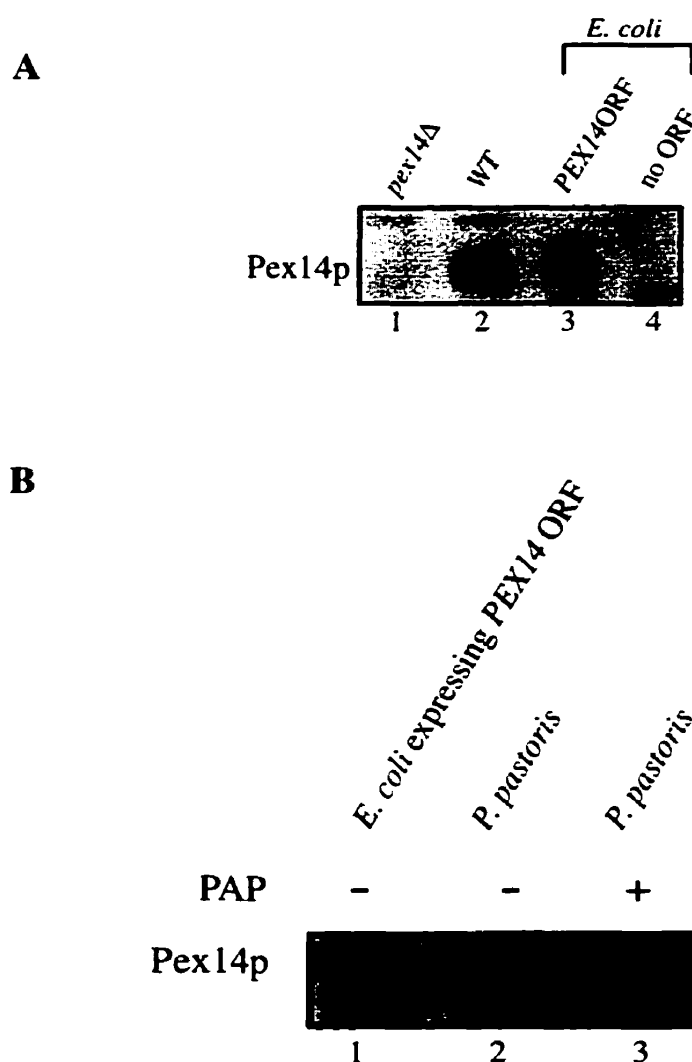 E. coli
A
pex14Δ WT PEX14ORF no ORF
Pex14p
1 2 3 4
B
E. coli expressing PEX14 ORF P. pastoris P. pastoris
PAP - - +
Pex14p
1 2 3